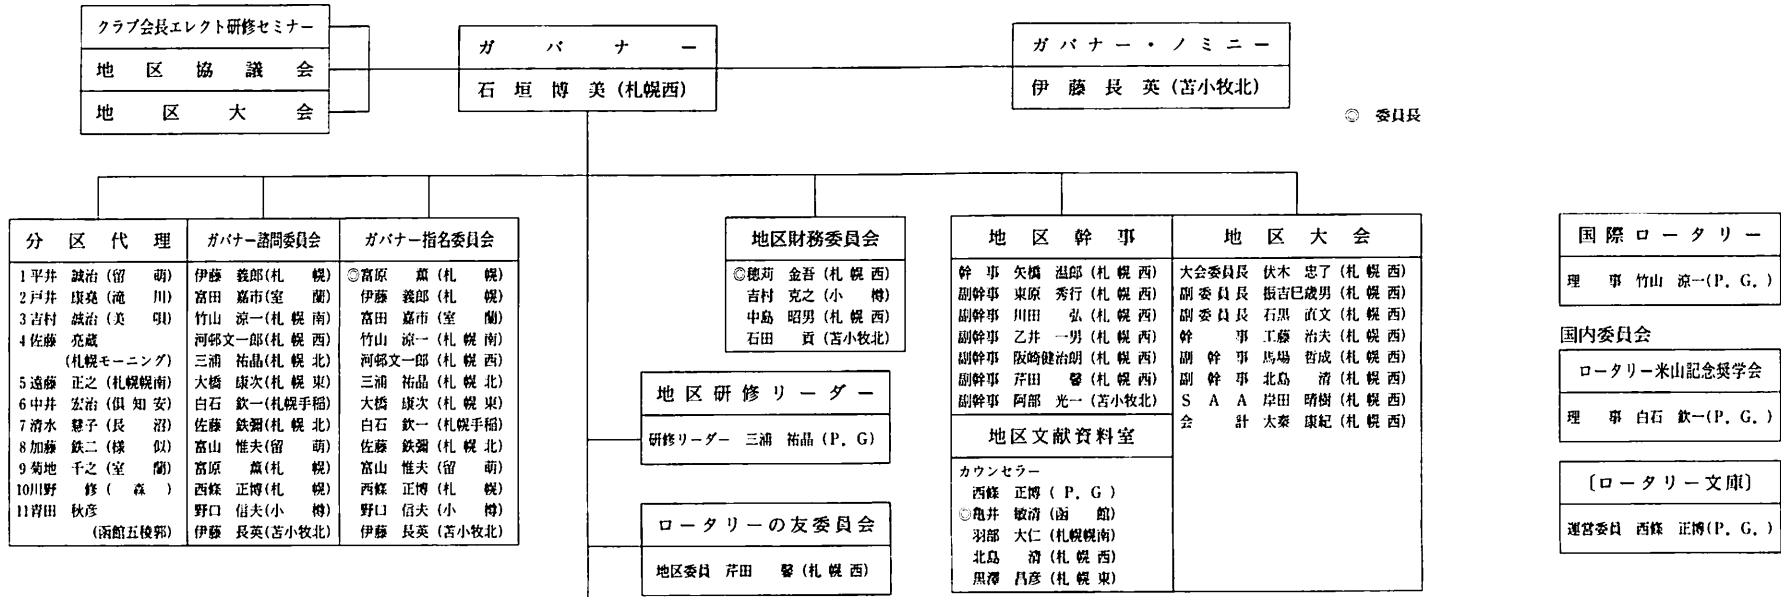 クラブ会長エレクト研修セミナー
地区協議会
地区大会
ガバナー
石垣博美(札幌西)
ガバナー・ノミニー
伊藤長英(苫小牧北)
◎ 委員長
分区代理
1 平井 誠治(留 萌)
2 戸井 康堯(滝 川)
3 吉村 誠治(美 唄)
4 佐藤 亮蔵
(札幌モーニング)
5 遠藤 正之(札幌幌南)
6 中井 宏治(倶知安)
7 清水 慧子(長 沼)
8 加藤 鉄二(様 似)
9 菊地 千之(室 蘭)
10 川野 修(森)
11 青田 秋彦
(函館五稜郭)
ガバナー諮問委員会
伊藤 義郎(札 幌)
富田 嘉市(室 蘭)
竹山 涼一(札幌南)
河邨文一郎(札幌西)
三浦 祐晶(札幌北)
大橋 康次(札幌東)
白石 欽一(札幌手稲)
佐藤 鉄彌(札幌北)
富山 惟夫(留 萌)
富原 薫(札 幌)
西條 正博(札 幌)
野口 信夫(小 樽)
伊藤 長英(苫小牧北)
ガバナー指名委員会
◎富原 薫(札 幌)
伊藤 義郎(札 幌)
富田 嘉市(室 蘭)
竹山 涼一(札幌南)
河邨文一郎(札幌西)
三浦 祐晶(札幌北)
大橋 康次(札幌東)
白石 欽一(札幌手稲)
佐藤 鉄彌(札幌北)
富山 惟夫(留 萌)
西條 正博(札 幌)
野口 信夫(小 樽)
伊藤 長英(苫小牧北)
地区財務委員会
◎穂苅 金吾(札幌西)
吉村 克之(小 樽)
中島 昭男(札幌西)
石田 貢(苫小牧北)
地区研修リーダー
研修リーダー 三浦 祐晶(P.G)
ロータリーの友委員会
地区委員 芹田 馨(札幌西)
地区幹事
幹事 矢橋 温郎(札幌西)
副幹事 東原 秀行(札幌西)
副幹事 川田 弘(札幌西)
副幹事 乙井 一男(札幌西)
副幹事 阪崎健治朗(札幌西)
副幹事 芹田 馨(札幌西)
副幹事 阿部 光一(苫小牧北)
地区文献資料室
カウンセラー
西條 正博(P.G)
◎亀井 敏清(函 館)
羽部 大仁(札幌幌南)
北島 清(札幌西)
黒澤 昌彦(札幌東)
地区大会
大会委員長 伏木 忠了(札幌西)
副委員長 振吉巳歳男(札幌西)
副委員長 石黒 直文(札幌西)
幹事 工藤 治夫(札幌西)
副幹事 馬場 哲成(札幌西)
副幹事 北島 清(札幌西)
SAA 岸田 晴樹(札幌西)
会計 太秦 康紀(札幌西)
国際ロータリー
理事 竹山 涼一(P.G.)
国内委員会
ロータリー米山記念奨学会
理事 白石 欽一(P.G.)
〔ロータリー文庫〕
運営委員 西條 正博(P.G.)